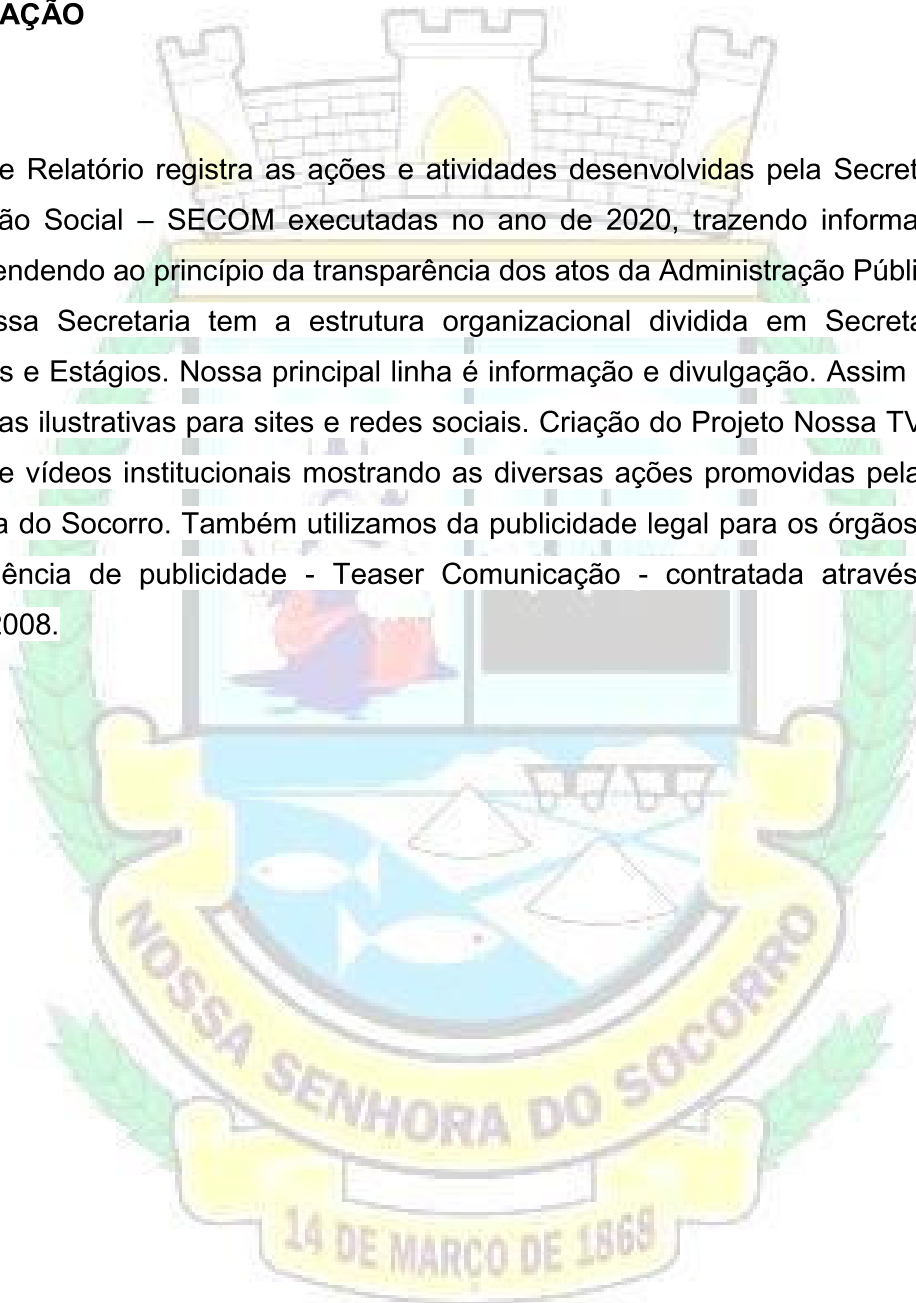 AÇÃO
e Relatório registra as ações e atividades desenvolvidas pela Secret
ão Social – SECOM executadas no ano de 2020, trazendo informa
endendo ao princípio da transparência dos atos da Administração Públi
ssa Secretaria tem a estrutura organizacional dividida em Secreta
s e Estágios. Nossa principal linha é informação e divulgação. Assim
as ilustrativas para sites e redes sociais. Criação do Projeto Nossa TV
e vídeos institucionais mostrando as diversas ações promovidas pela
a do Socorro. Também utilizamos da publicidade legal para os órgãos
ência de publicidade - Teaser Comunicação - contratada através
2008.
NOSSA SENHORA DO SOCORRO
14 DE MARÇO DE 1868